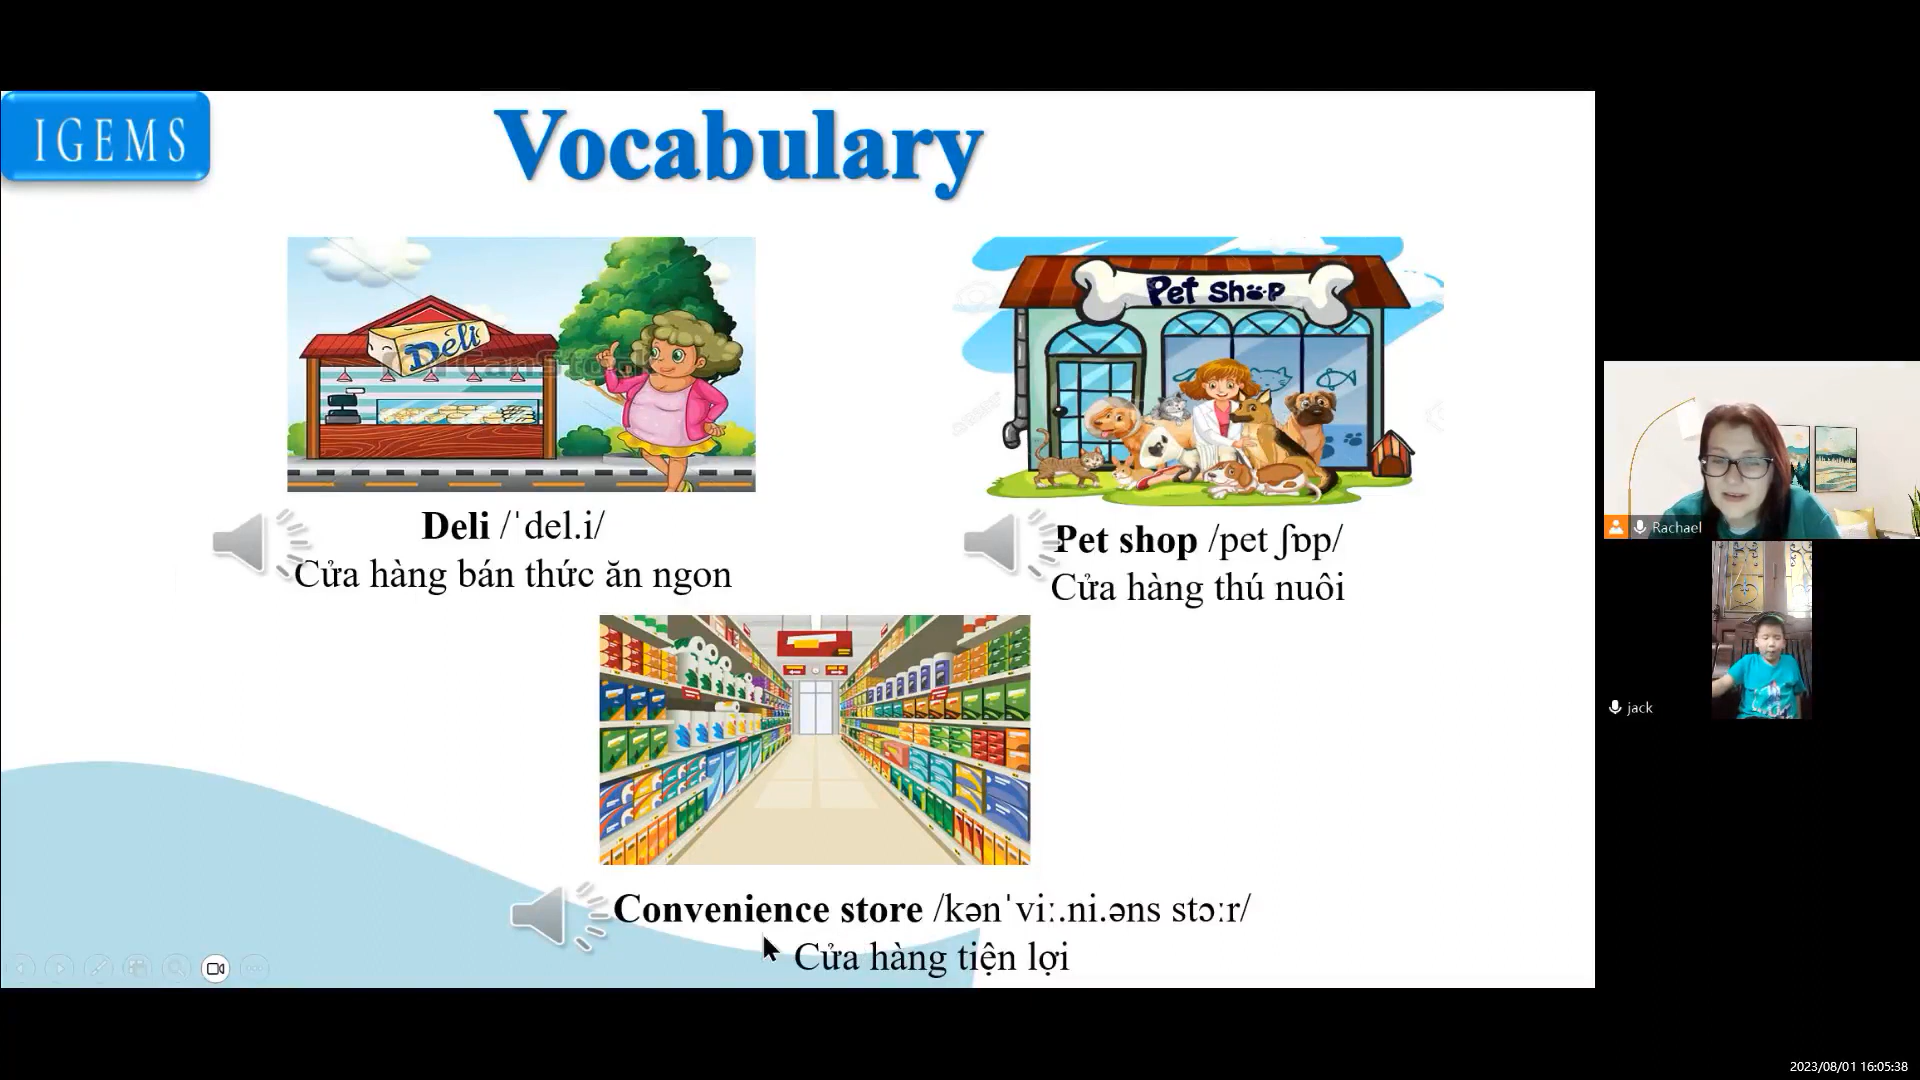 IGEMS
Vocabulary
Deli
Pet Shop
Deli /ˈdel.i/
Cửa hàng bán thức ăn ngon
Pet shop /pet ʃɒp/
Cửa hàng thú nuôi
Convenience store /kənˈviː.ni.əns stɔːr/
Cửa hàng tiện lợi
Rachael
jack
2023/08/01 16:05:38